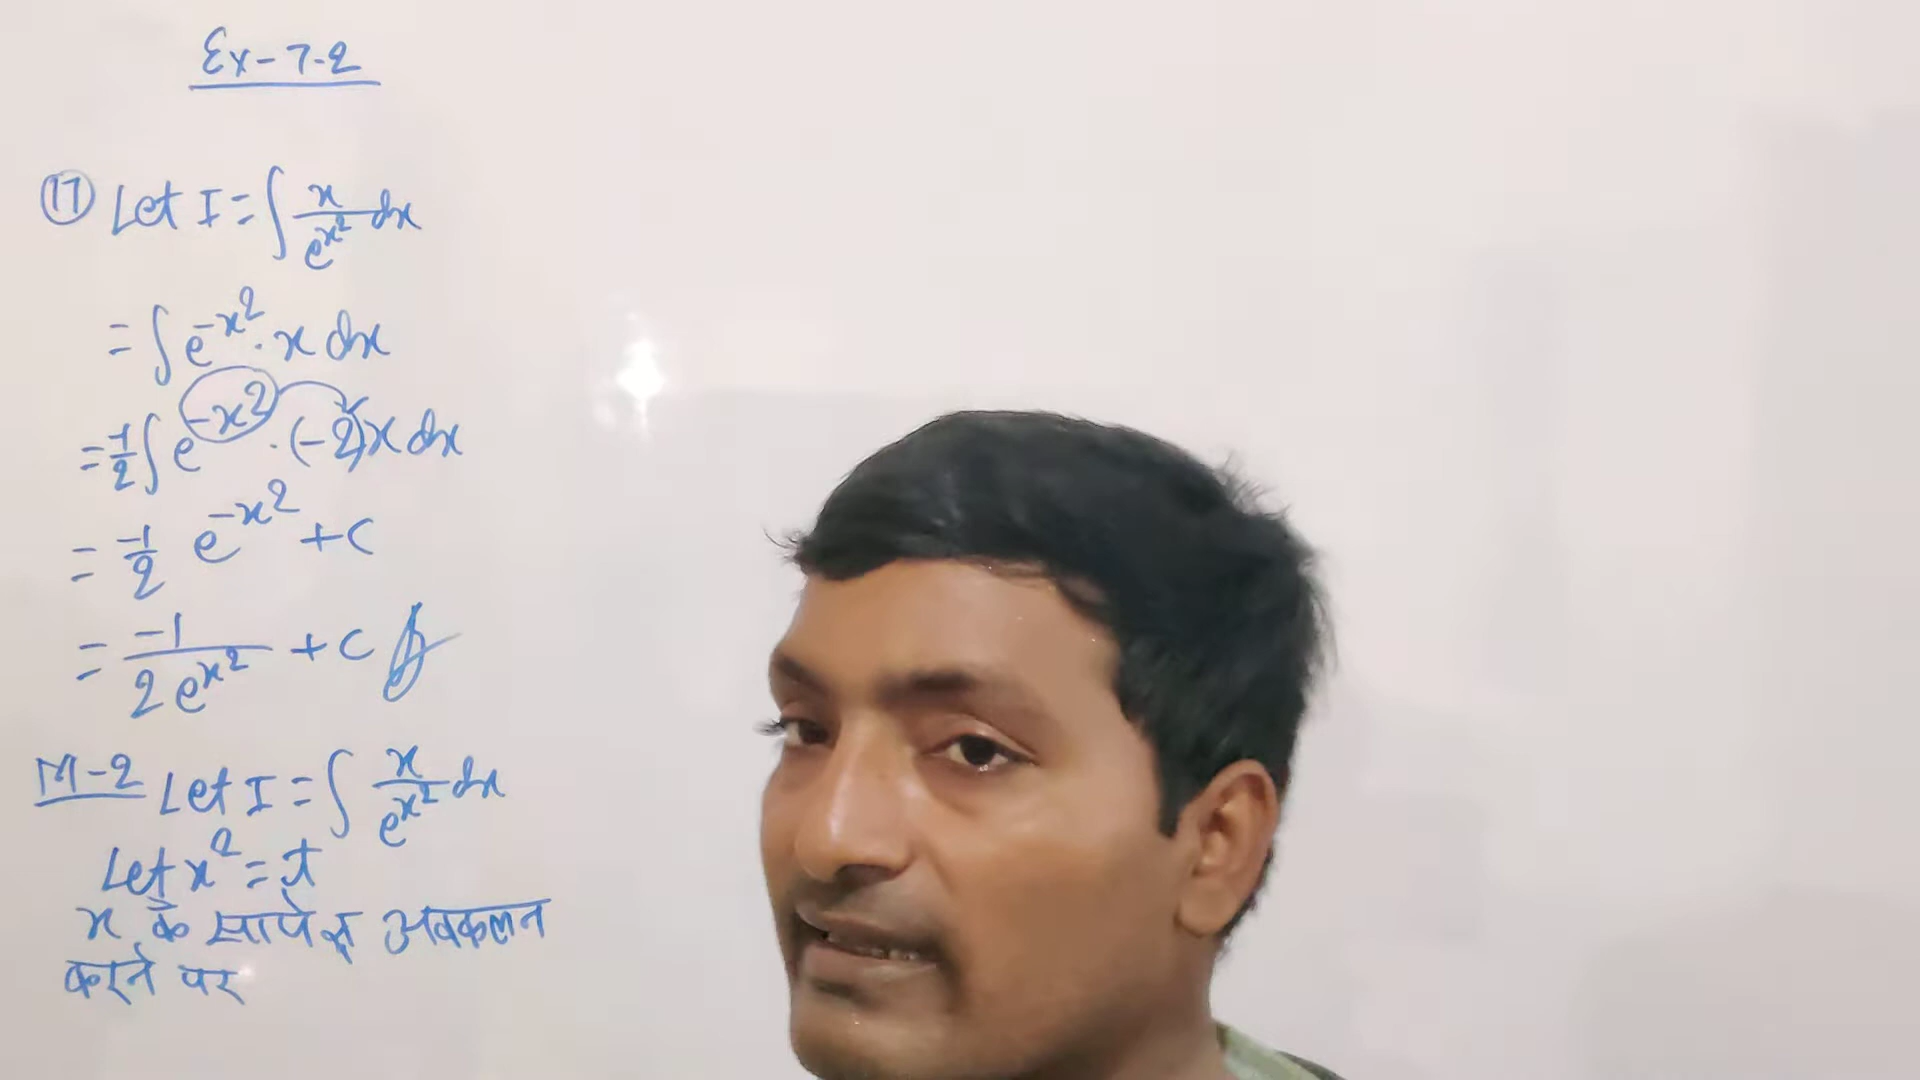 Ex-7.2
(17) Let I = ∫ x/e^x² dx
= ∫ e^-x² . x dx
= -1/2 ∫ e^-x² . (-2)x dx
= -1/2 e^-x² + c
= -1/2e^x² + c
M-2 Let I = ∫ x/e^x² dx
Let x² = t
x के सापेक्ष अवकलन
करने पर